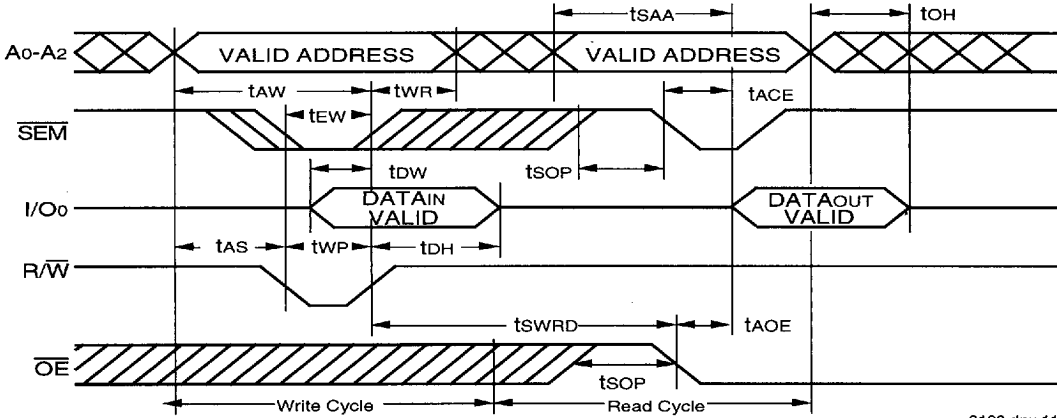 tSAA
tOH
A0-A2
VALID ADDRESS
VALID ADDRESS
tAW
tWR
tACE
tEW
SEM
tDW
tSOP
I/O0
DATAIN
VALID
DATAOUT
VALID
tAS
tWP
tDH
R/W
tSWRD
tAOE
OE
tSOP
Write Cycle
Read Cycle